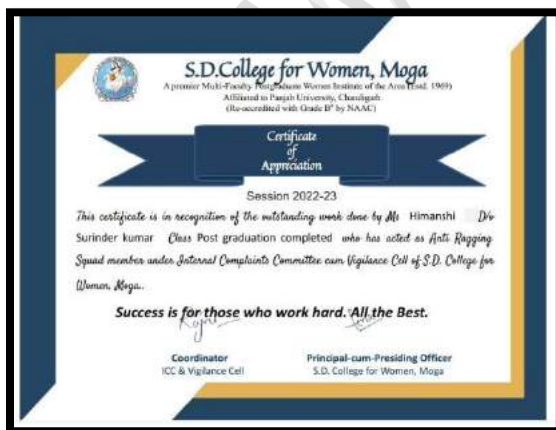 S.D.College for Women, Moga
A premier Multi-Faculty Postgraduate Women Institute of the Area (Estd. 1969)
Affiliated to Panjab University, Chandigarh
(Re-accredited with Grade B⁺ by NAAC)
Certificate
of
Appreciation
Session 2022-23
This certificate is in recognition of the outstanding work done by Ms Himanshi D/o
Surinder kumar Class Post graduation completed who has acted as Anti Ragging
Squad member under Internal Complaints Committee cum Vigilance Cell of S.D. College for
Women, Moga..
Success is for those who work hard. All the Best.
Coordinator Principal-cum-Presiding Officer
ICC & Vigilance Cell S.D. College for Women, Moga